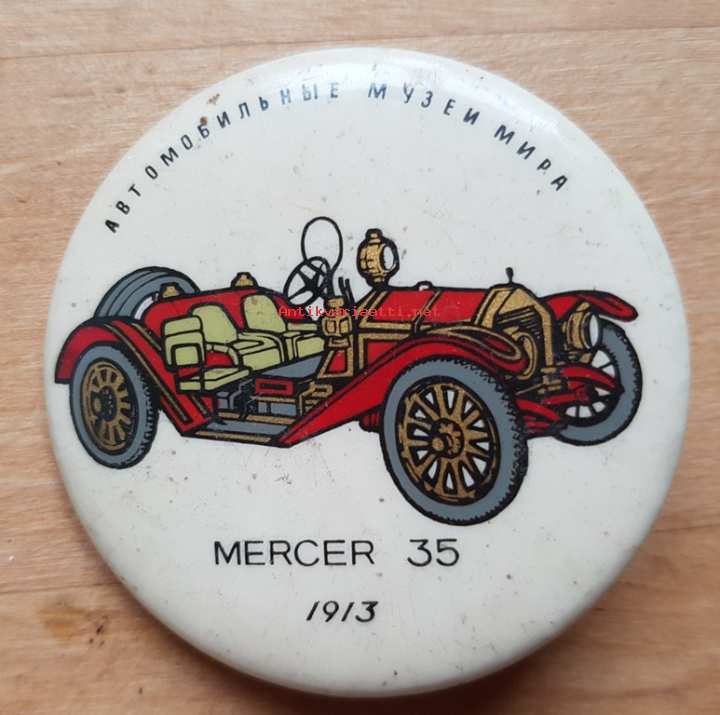 АВТОМОБИЛЬНЫЕ МУЗЕИ МИРА
Antikvariaatti.net
MERCER 35
1913